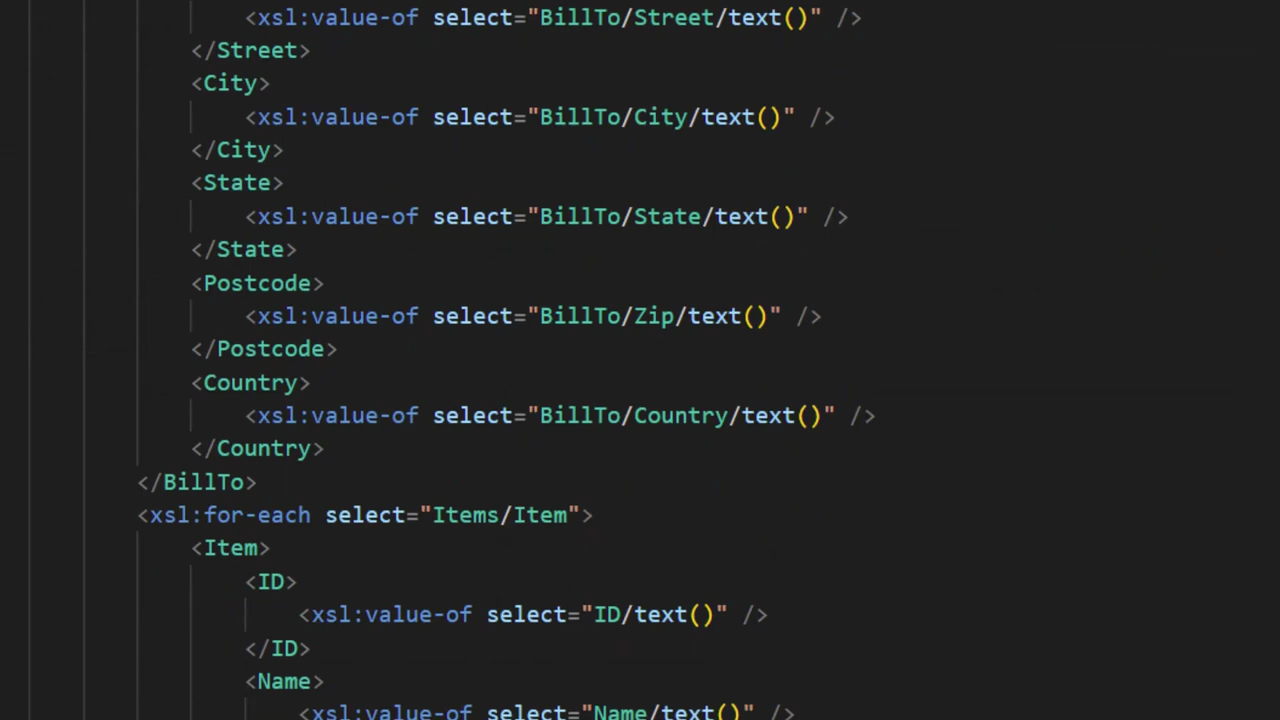 <xsl:value-of select="BillTo/Street/text()" />
</Street>
<City>
<xsl:value-of select="BillTo/City/text()" />
</City>
<State>
<xsl:value-of select="BillTo/State/text()" />
</State>
<Postcode>
<xsl:value-of select="BillTo/Zip/text()" />
</Postcode>
<Country>
<xsl:value-of select="BillTo/Country/text()" />
</Country>
</BillTo>
<xsl:for-each select="Items/Item">
<Item>
<ID>
<xsl:value-of select="ID/text()" />
</ID>
<Name>
<xsl:value-of select="Name/text()" />